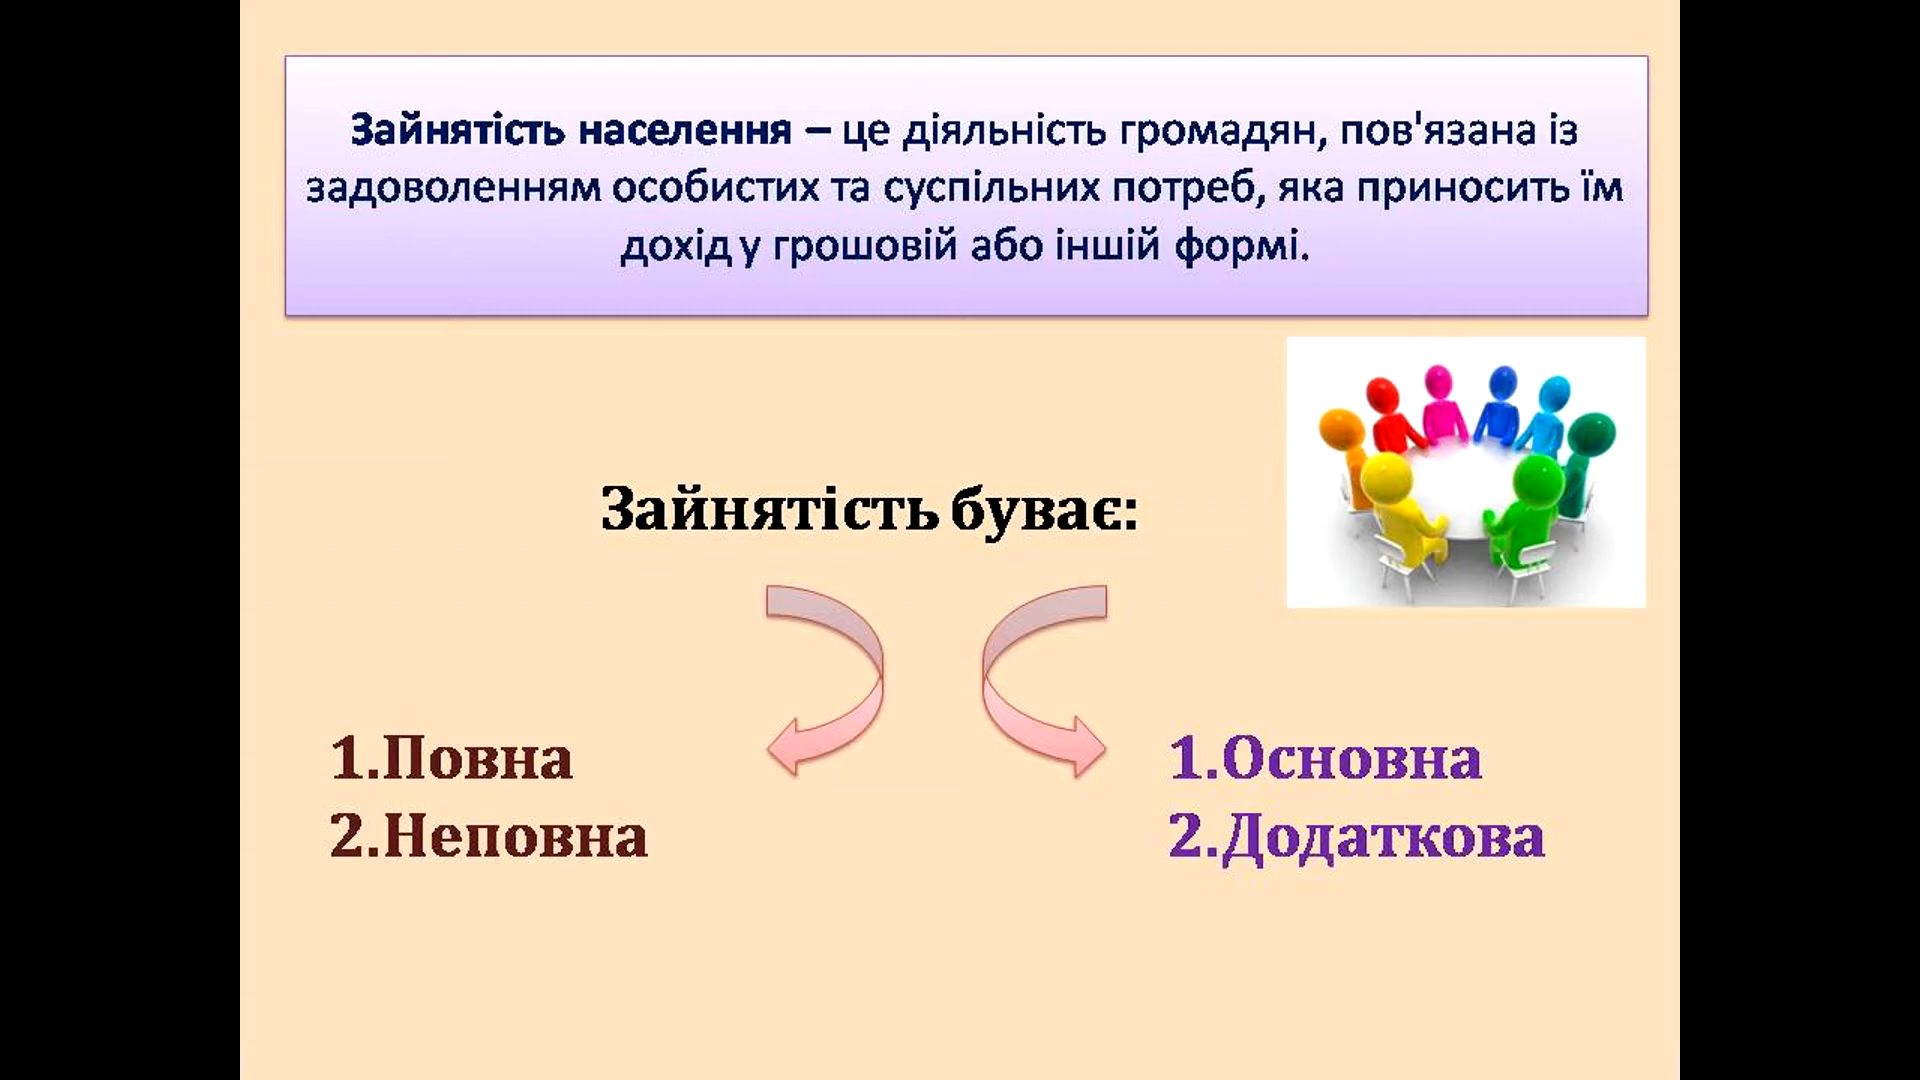 Зайнятість населення – це діяльність громадян, пов'язана із
задоволенням особистих та суспільних потреб, яка приносить їм
дохід у грошовій або іншій формі.
Зайнятість буває:
1.Повна
2.Неповна
1.Основна
2.Додаткова